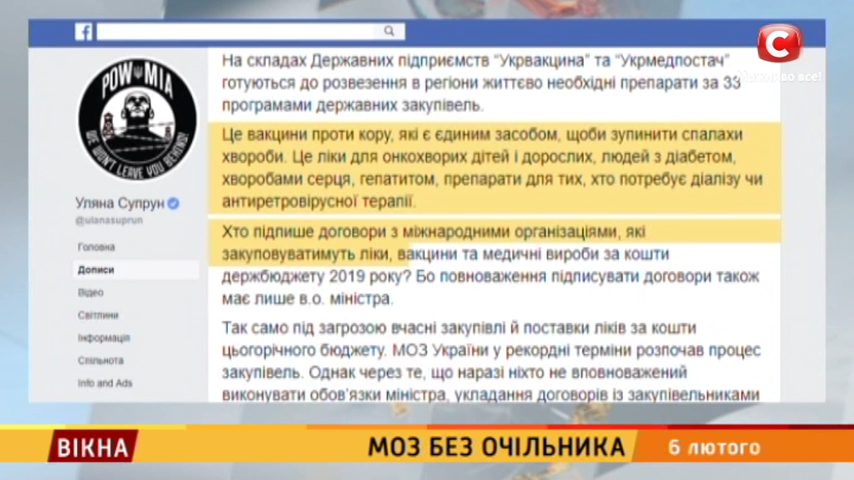 На складах Державних підприємств "Укрвакцина" та "Укрмедпостач"
готуються до розвезення в регіони життєво необхідні препарати за 33
програмами державних закупівель.
Це вакцини проти кору, які є єдиним засобом, щоби зупинити спалахи
хвороби. Це ліки для онкохворих дітей і дорослих, людей з діабетом,
хворобами серця, гепатитом, препарати для тих, хто потребує діалізу чи
антиретровірусної терапії.
Хто підпише договори з міжнародними організаціями, які
закуповуватимуть ліки, вакцини та медичні вироби за кошти
держбюджету 2019 року? Бо повноваження підписувати договори також
має лише в.о. міністра.
Так само під загрозою вчасні закупівлі й поставки ліків за кошти
цьогорічного бюджету. МОЗ України у рекордні терміни розпочав процес
закупівель. Однак через те, що наразі ніхто не вповноважений
виконувати обов'язки міністра, укладання договорів із закупівельниками
POW MIA
WE WON'T LEAVE YOU BEHIND!
Уляна Супрун
@ulanasuprun
Головна
Дописи
Відео
Світлини
Інформація
Спільнота
Info and Ads
ВІКНА
МОЗ БЕЗ ОЧІЛЬНИКА
6 лютого